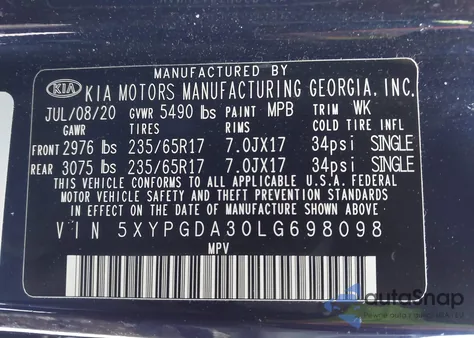 MANUFACTURED BY
KIA KIA MOTORS MANUFACTURING GEORGIA, INC.
JUL/08/20 GVWR 5490 lbs PAINT MPB TRIM WK
GAWR TIRES RIMS COLD TIRE INFL
FRONT 2976 lbs 235/65R17 7.0JX17 34psi SINGLE
REAR 3075 lbs 235/65R17 7.0JX17 34psi SINGLE
THIS VEHICLE CONFORMS TO ALL APPLICABLE U.S.A. FEDERAL
MOTOR VEHICLE SAFETY AND THEFT PREVENTION STANDARDS
IN EFFECT ON THE DATE OF MANUFACTURE SHOWN ABOVE.
VIN 5XYPGDA30LG698098
MPV
autoSnap